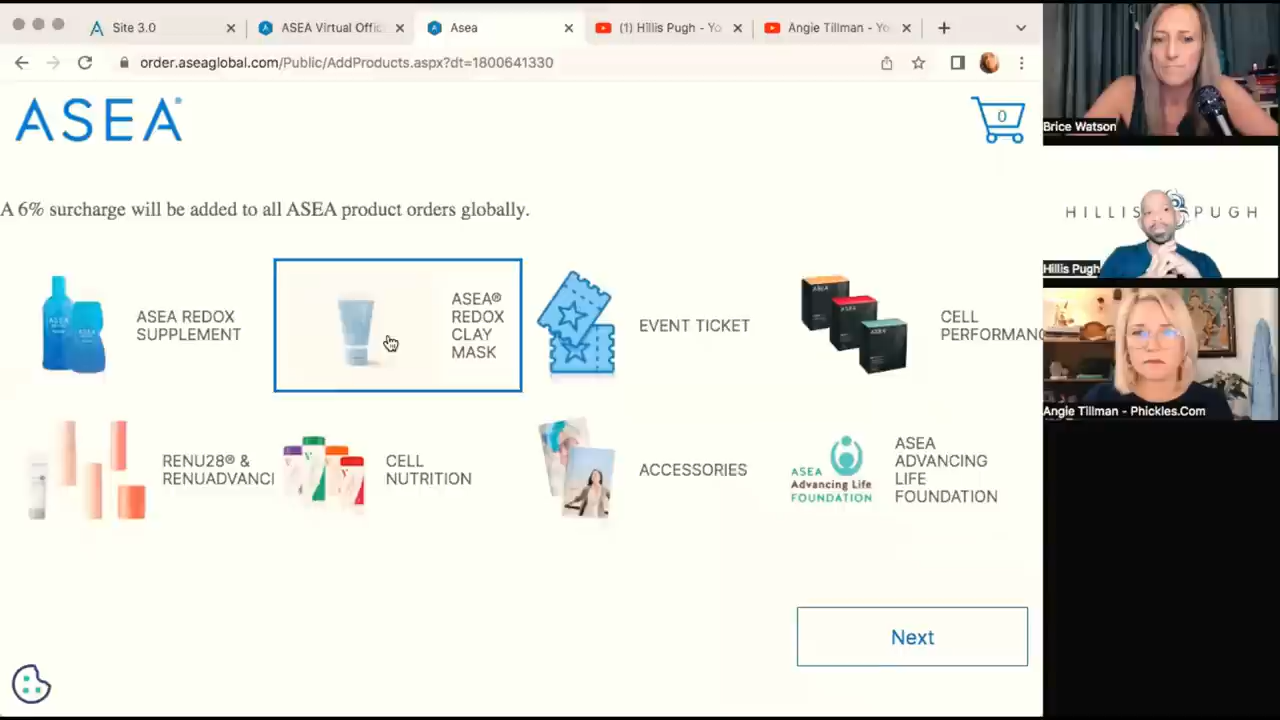 Site 3.0
ASEA Virtual Offic
Asea
(1) Hillis Pugh - Yo
Angie Tillman - Yo
order.aseaglobal.com/Public/AddProducts.aspx?dt=1800641330
ASEA®
0
A 6% surcharge will be added to all ASEA product orders globally.
ASEA REDOX
SUPPLEMENT
ASEA®
REDOX
CLAY
MASK
EVENT TICKET
CELL
PERFORMANC
RENU28® &
RENUADVANCI
CELL
NUTRITION
ACCESSORIES
ASEA
Advancing Life
FOUNDATION
ASEA
ADVANCING
LIFE
FOUNDATION
Next
Brice Watson
HILLIS PUGH
Hillis Pugh
Angie Tillman - Phickles.Com